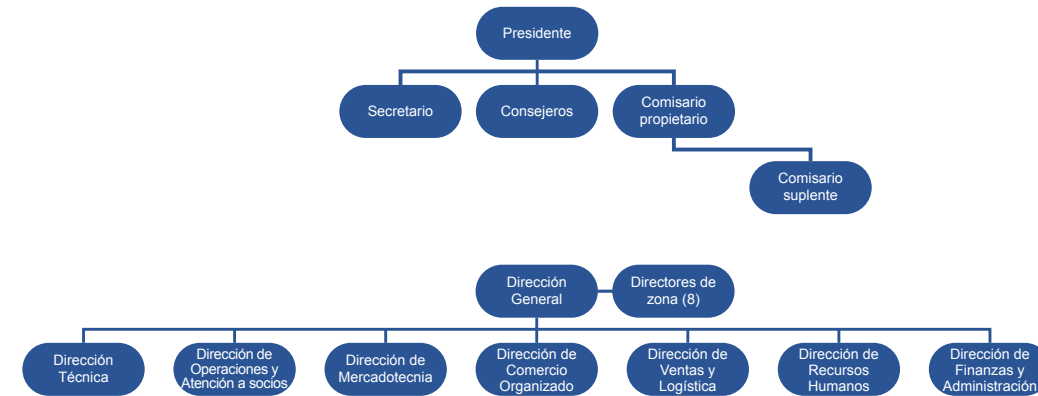 Presidente
Secretario
Consejeros
Comisario
propietario
Comisario
suplente
Dirección
General
Directores de
zona (8)
Dirección
Técnica
Dirección de
Operaciones y
Atención a socios
Dirección de
Mercadotecnia
Dirección de
Comercio
Organizado
Dirección de
Ventas y
Logística
Dirección de
Recursos
Humanos
Dirección de
Finanzas y
Administración